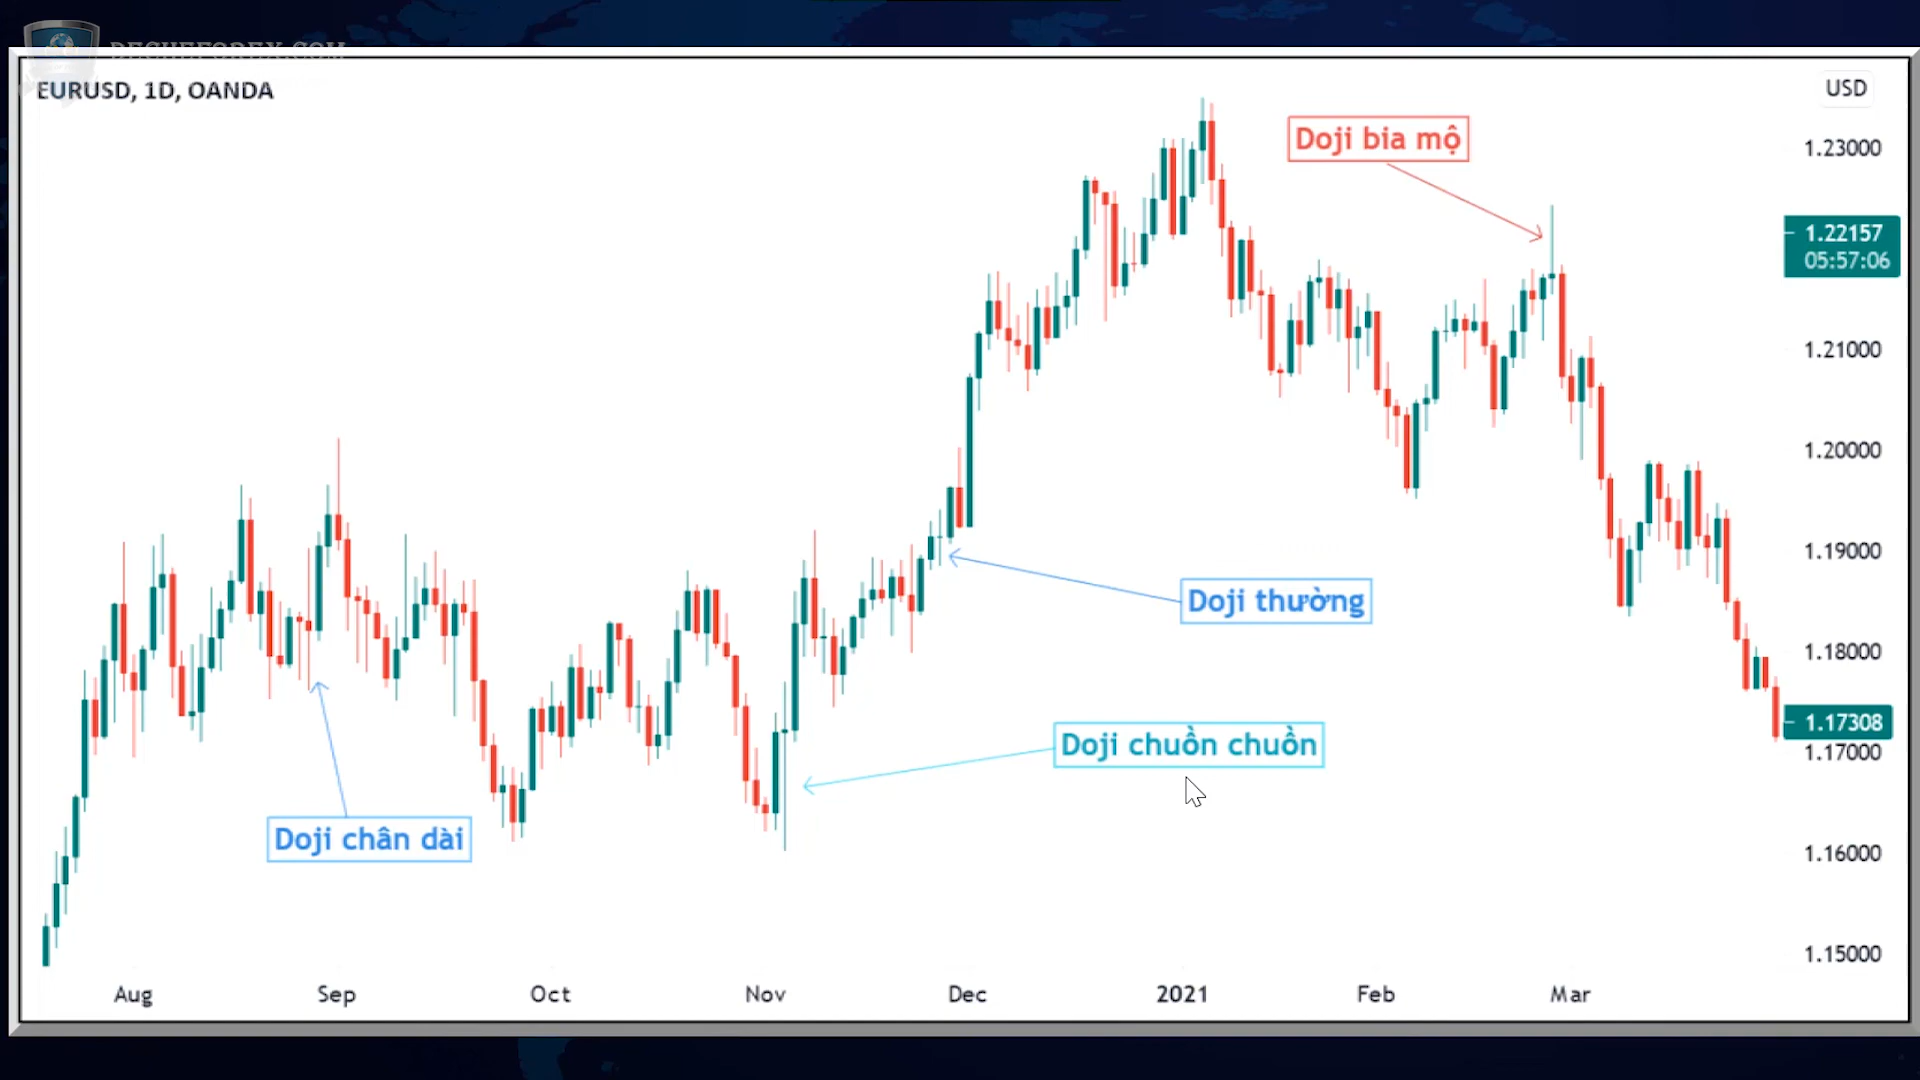 EURUSD, 1D, OANDA
USD
Doji bia mộ
1.23000
1.22157
05:57:06
1.21000
1.20000
1.19000
Doji thường
1.18000
Doji chuồn chuồn
1.17308
1.17000
Doji chân dài
1.16000
1.15000
Aug Sep Oct Nov Dec 2021 Feb Mar